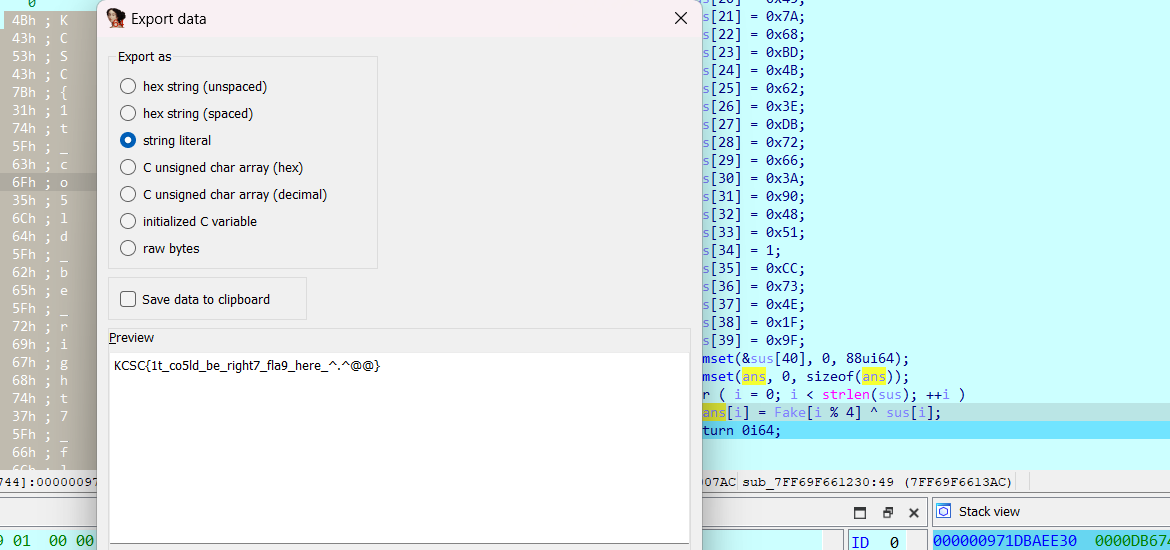 0
4Bh ; K
43h ; C
53h ; S
43h ; C
7Bh ; {
31h ; 1
74h ; t
5Fh ; _
63h ; c
6Fh ; o
35h ; 5
6Ch ; l
64h ; d
5Fh ; _
62h ; b
65h ; e
5Fh ; _
72h ; r
69h ; i
67h ; g
68h ; h
74h ; t
37h ; 7
5Fh ; _
66h ; f
744]:00000097
9 01 00 00
Export data
Export as
hex string (unspaced)
hex string (spaced)
string literal
C unsigned char array (hex)
C unsigned char array (decimal)
initialized C variable
raw bytes
Save data to clipboard
Preview
KCSC{1t_co5ld_be_right7_fla9_here_^.^@@}
s[21] = 0x7A;
s[22] = 0x68;
s[23] = 0xBD;
s[24] = 0x4B;
s[25] = 0x62;
s[26] = 0x3E;
s[27] = 0xDB;
s[28] = 0x72;
s[29] = 0x66;
s[30] = 0x3A;
s[31] = 0x90;
s[32] = 0x48;
s[33] = 0x51;
s[34] = 1;
s[35] = 0xCC;
s[36] = 0x73;
s[37] = 0x4E;
s[38] = 0x1F;
s[39] = 0x9F;
mset(&sus[40], 0, 88ui64);
mset(ans, 0, sizeof(ans));
r ( i = 0; i < strlen(sus); ++i )
ans[i] = Fake[i % 4] ^ sus[i];
turn 0i64;
007AC sub_7FF69F661230:49 (7FF69F6613AC)
Stack view
ID 0
000000971DBAEE30 0000DB674